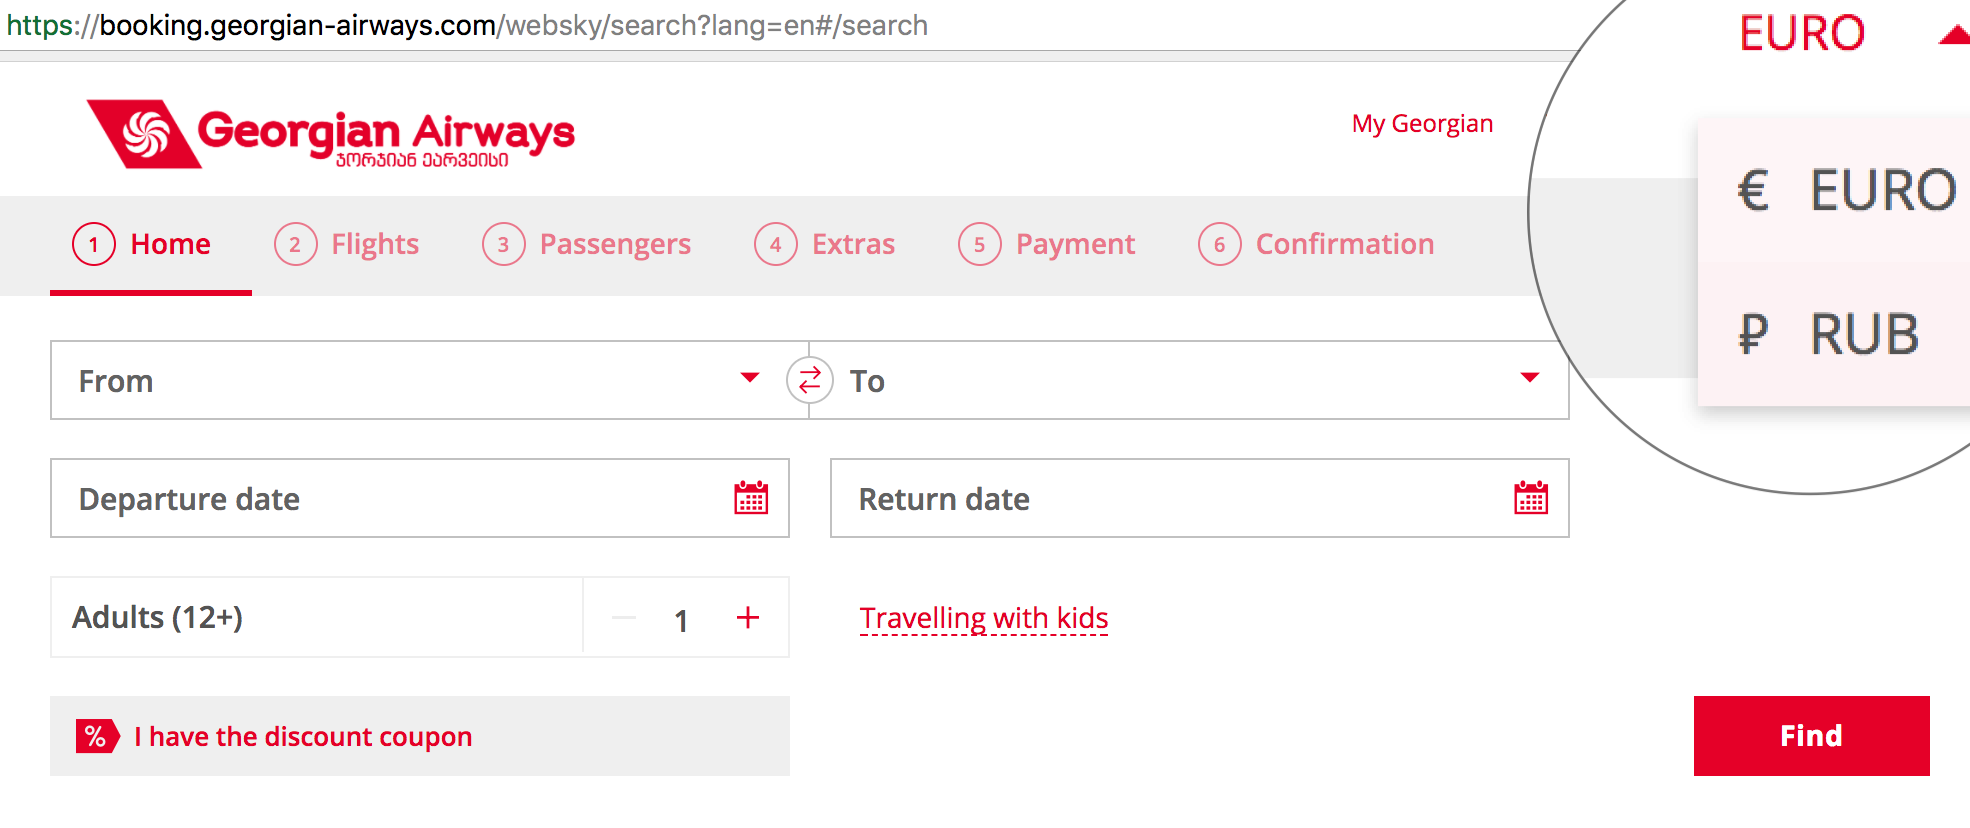 https://booking.georgian-airways.com/websky/search?lang=en#/search
EURO
Georgian Airways
ჯორჯიან ეარვეისი
My Georgian
€ EURO
₽ RUB
1 Home 2 Flights 3 Passengers 4 Extras 5 Payment 6 Confirmation
From To
Departure date Return date
Adults (12+) − 1 + Travelling with kids
% I have the discount coupon
Find